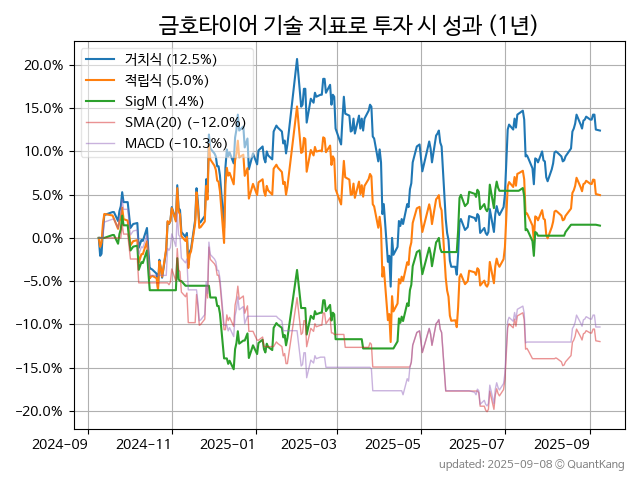 금호타이어 기술 지표로 투자 시 성과 (1년)
거치식 (12.5%)
적립식 (5.0%)
SigM (1.4%)
SMA(20) (−12.0%)
MACD (−10.3%)
20.0%
15.0%
10.0%
5.0%
0.0%
−5.0%
−10.0%
−15.0%
−20.0%
2024-09 2024-11 2025-01 2025-03 2025-05 2025-07 2025-09
updated: 2025-09-08 ⓒ QuantKang